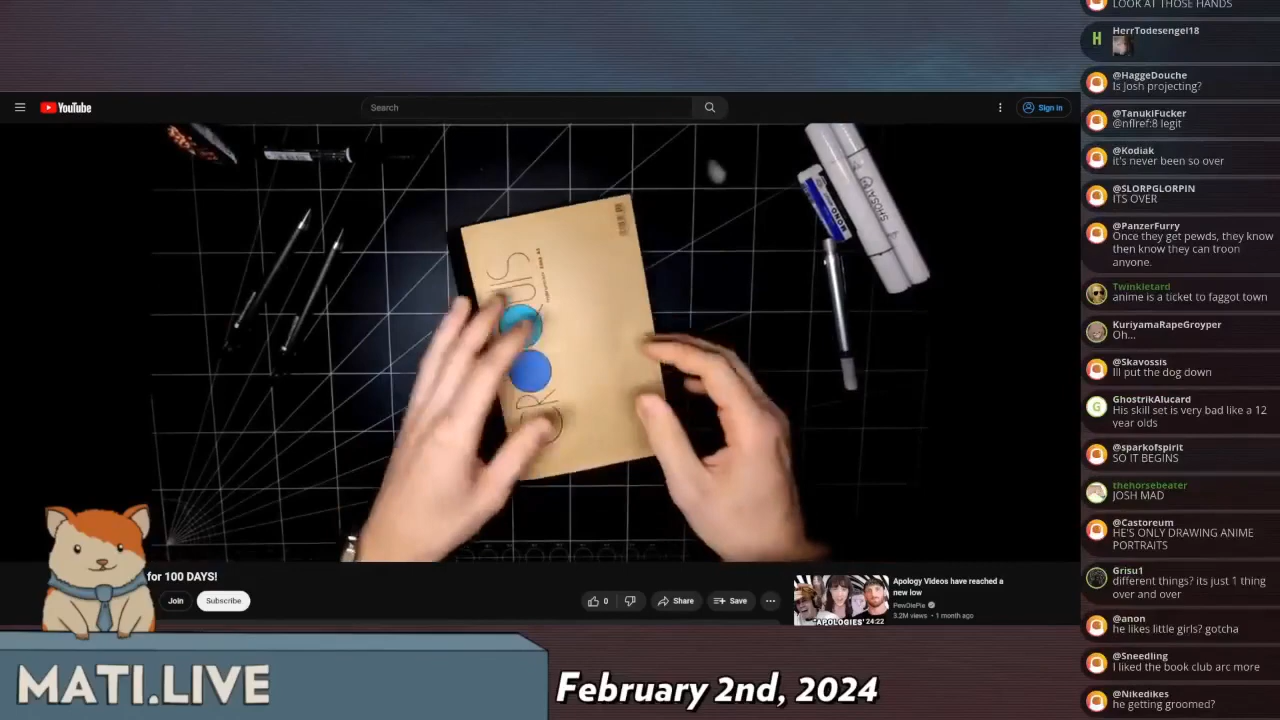 YouTube
Search
Sign in
CRO UIS
MONO
for 100 DAYS!
Join
Subscribe
0
Share
Save
"APOLOGIES" 24:22
Apology Videos have reached a
new low
PewDiePie
3.2M views • 1 month ago
MATI.LIVE
February 2nd, 2024
LOOK AT THOSE HANDS
H
HerrTodesengel18
@HaggeDouche
Is Josh projecting?
@TanukiFucker
@nflref:8 legit
@Kodiak
it's never been so over
@SLORPGLORPIN
ITS OVER
@PanzerFurry
Once they get pewds, they know
then know they can troon
anyone.
Twinkietard
anime is a ticket to faggot town
KuriyamaRapeGroyper
Oh...
@Skavossis
Ill put the dog down
G
GhostrikAlucard
His skill set is very bad like a 12
year olds
@sparkofspirit
SO IT BEGINS
thehorsebeater
JOSH MAD
@Castoreum
HE'S ONLY DRAWING ANIME
PORTRAITS
Grisu1
different things? its just 1 thing
over and over
@anon
he likes little girls? gotcha
@Sneedling
I liked the book club arc more
@Nikedikes
he getting groomed?